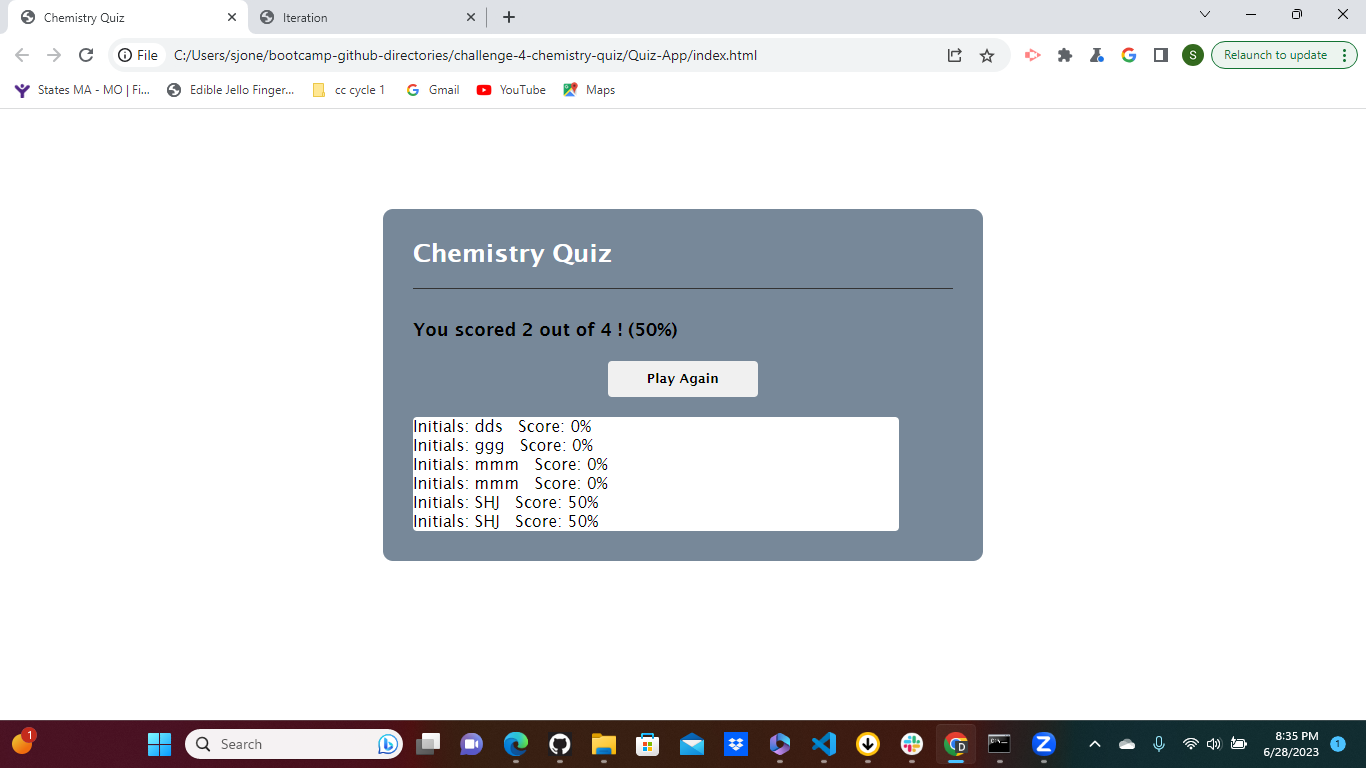 Chemistry Quiz
Iteration
File C:/Users/sjone/bootcamp-github-directories/challenge-4-chemistry-quiz/Quiz-App/index.html S Relaunch to update
States MA - MO | Fi... Edible Jello Finger... cc cycle 1 Gmail YouTube Maps
Chemistry Quiz
You scored 2 out of 4 ! (50%)
Play Again
Initials: dds Score: 0%
Initials: ggg Score: 0%
Initials: mmm Score: 0%
Initials: mmm Score: 0%
Initials: SHJ Score: 50%
Initials: SHJ Score: 50%
1
Search
D
8:35 PM
6/28/2023
1